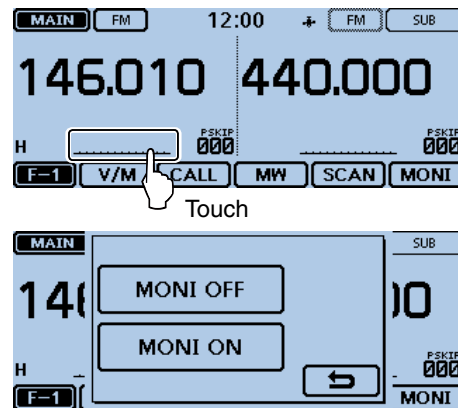 MAIN FM 12:00 FM SUB
146.010 440.000
PSKIP PSKIP
H 000 000
F-1 V/M CALL MW SCAN MONI
Touch
MAIN SUB
MONI OFF
14 00
MONI ON
PSKIP
H 000
F-1 MONI